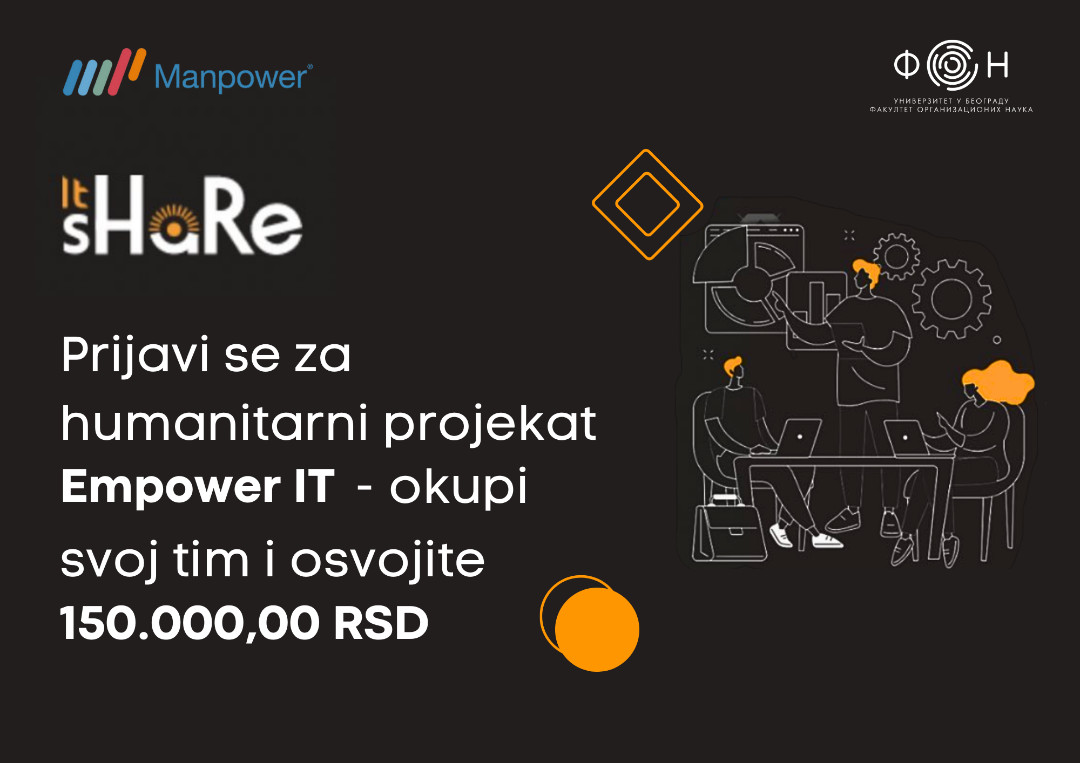 Manpower®
ФОН
УНИВЕРЗИТЕТ У БЕОГРАДУ
ФАКУЛТЕТ ОРГАНИЗАЦИОНИХ НАУКА
It
sHaRe
Prijavi se za
humanitarni projekat
Empower IT - okupi
svoj tim i osvojite
150.000,00 RSD